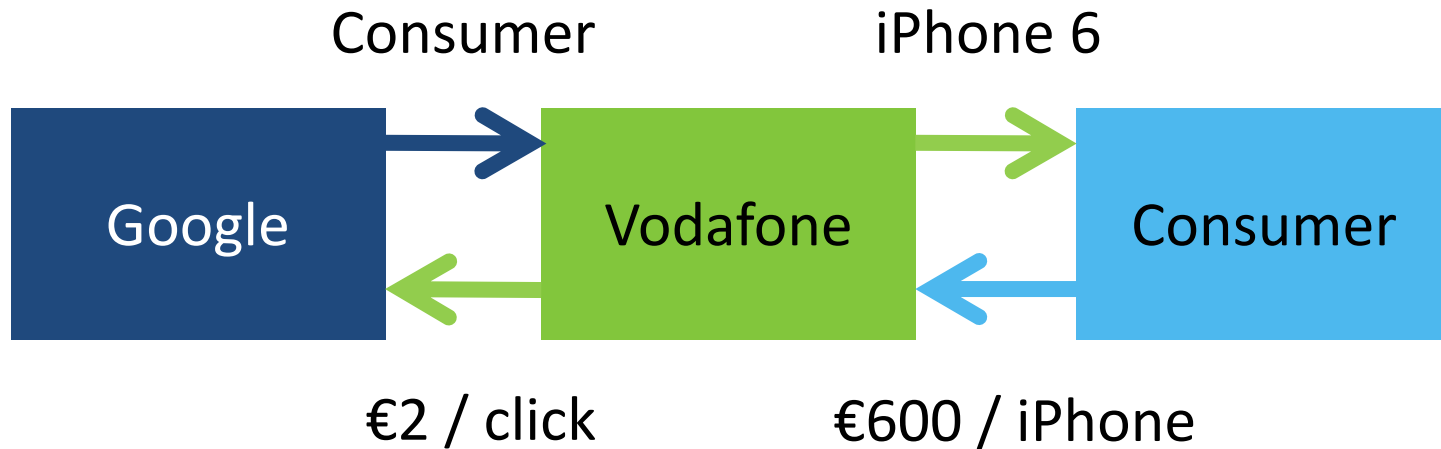 Consumer
iPhone 6
Google
Vodafone
Consumer
€2 / click
€600 / iPhone